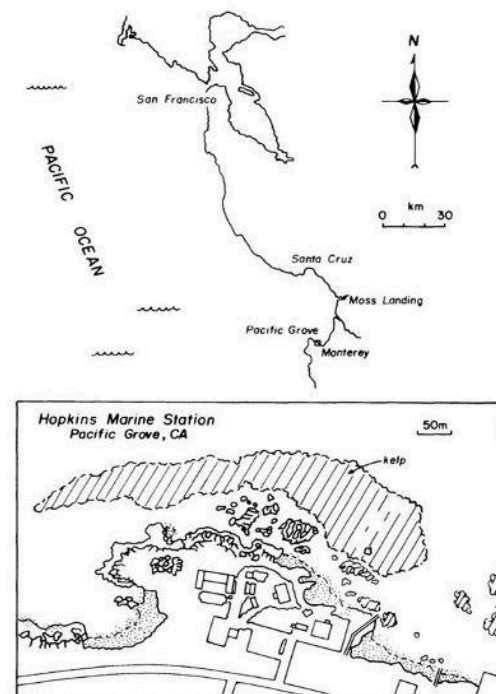 N
San Francisco
PACIFIC OCEAN
km
0 30
Santa Cruz
Moss Landing
Pacific Grove
Monterey
Hopkins Marine Station
Pacific Grove, CA
50m
kelp